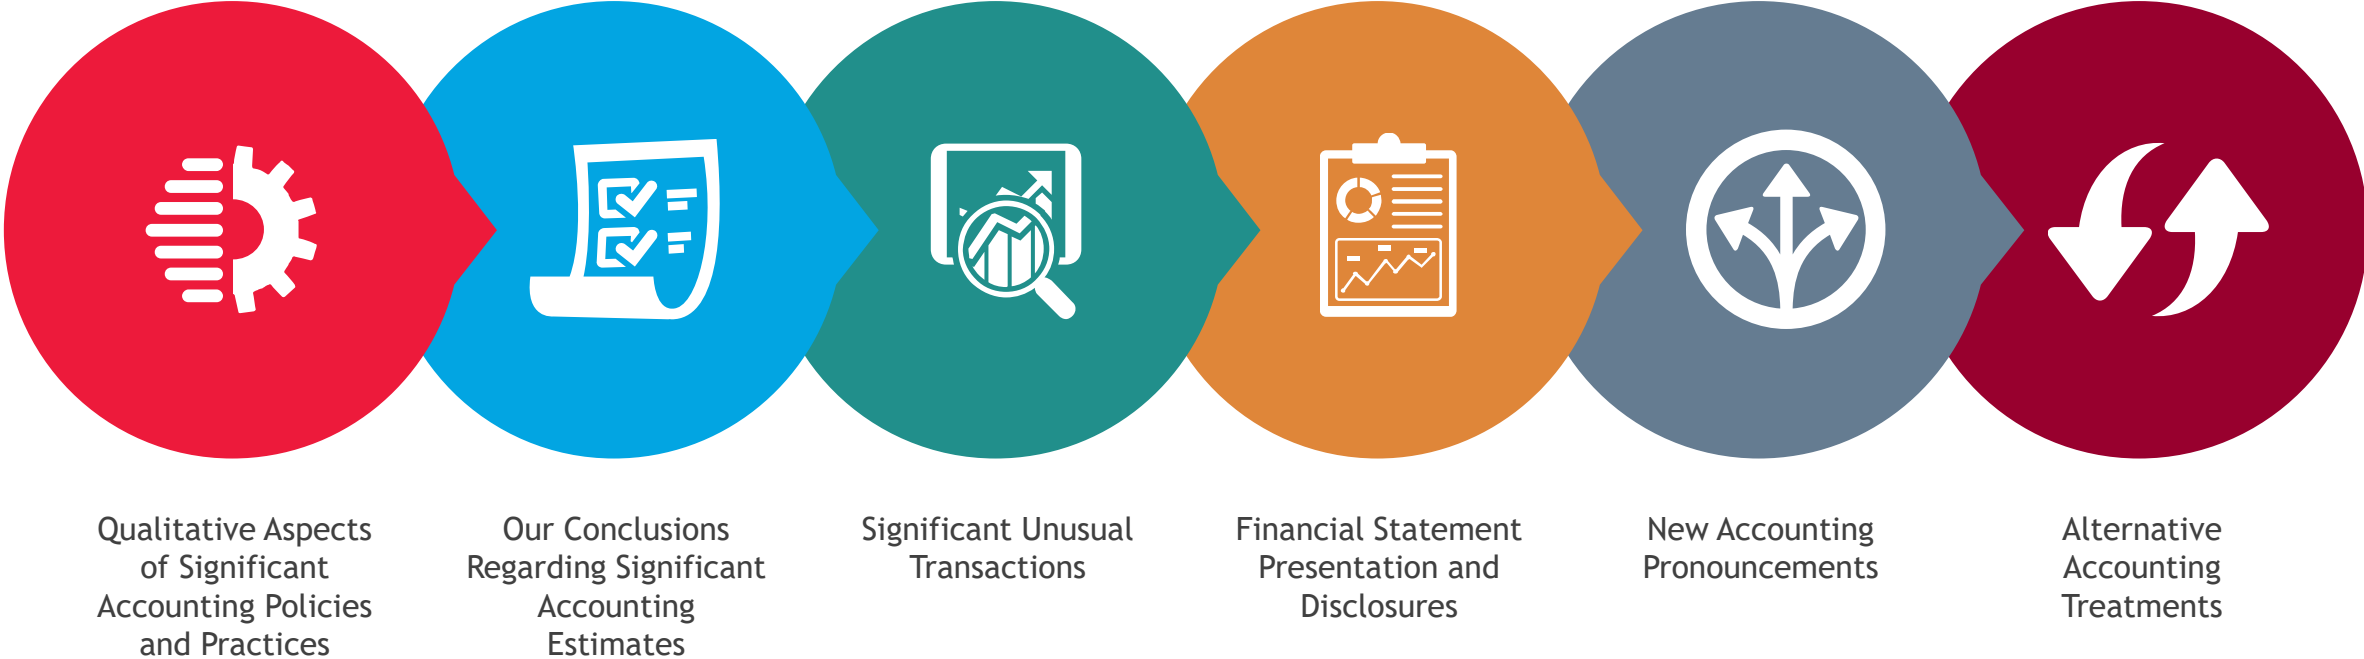 Qualitative Aspects
of Significant
Accounting Policies
and Practices
Our Conclusions
Regarding Significant
Accounting
Estimates
Significant Unusual
Transactions
Financial Statement
Presentation and
Disclosures
New Accounting
Pronouncements
Alternative
Accounting
Treatments